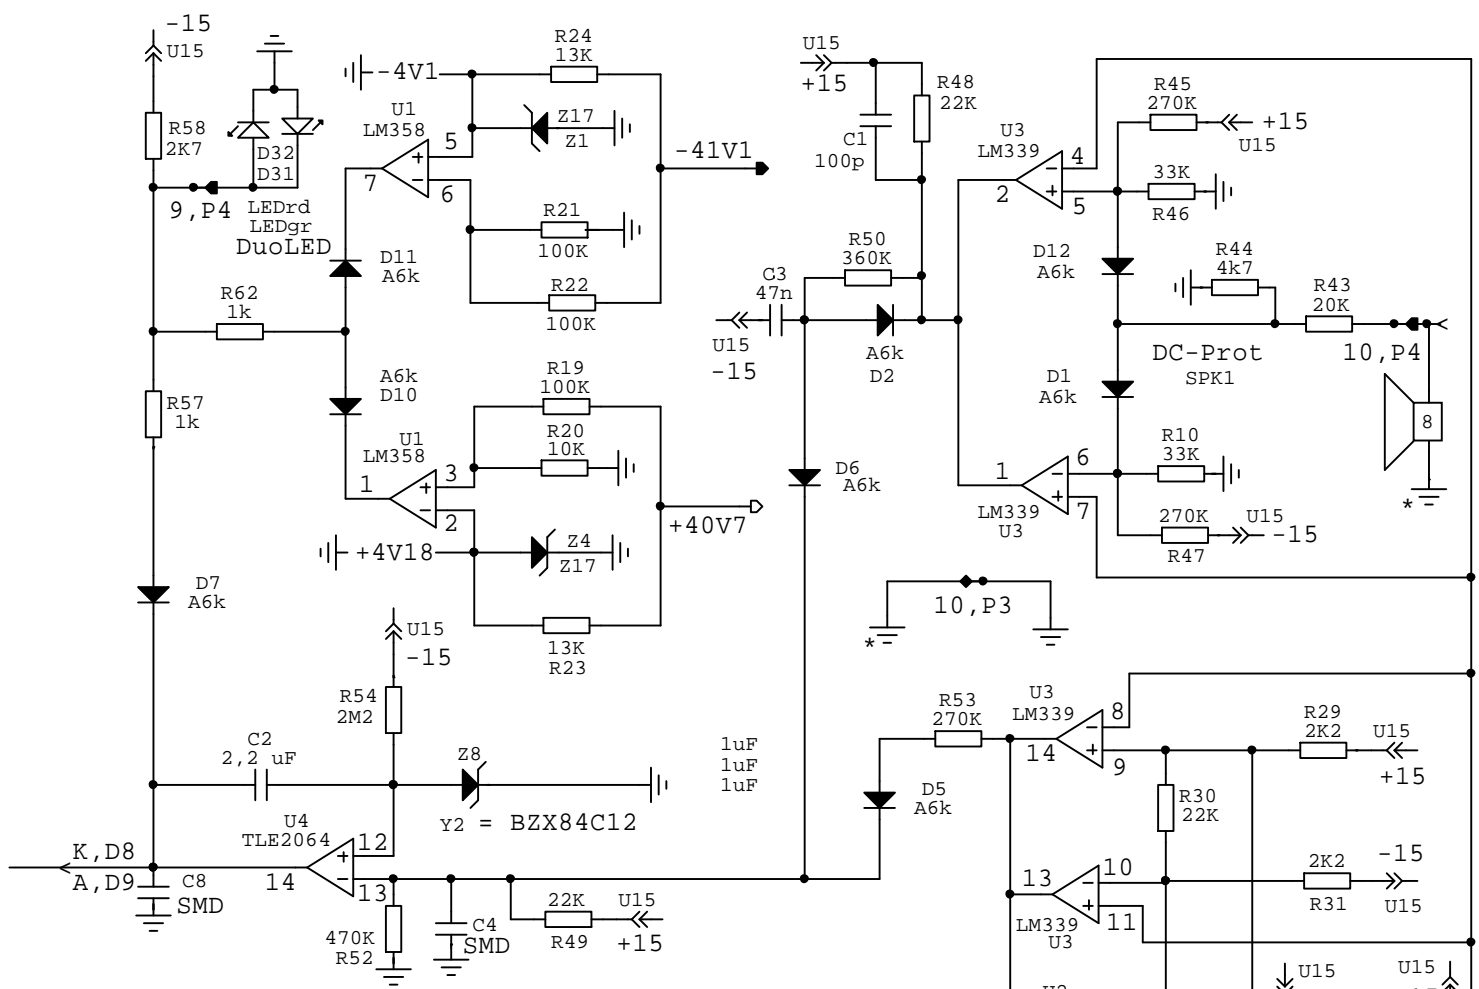 -15
U15
R58
2K7
D32
D31
9,P4
LEDrd
LEDgr
DuoLED
R62
1k
R57
1k
D7
A6k
R24
13K
-4V1
U1
LM358
5
7
6
Z17
Z1
-41V1
R21
100K
R22
100K
D11
A6k
A6k
D10
R19
100K
R20
10K
U1
LM358
1
3
2
+40V7
+4V18
Z4
Z17
13K
R23
U15
-15
R54
2M2
C2
2,2 uF
Z8
Y2 = BZX84C12
U4
TLE2064
12
14
13
K,D8
A,D9
C8
SMD
470K
R52
C4
SMD
22K
R49
U15
+15
1uF
1uF
1uF
U15
+15
C1
100p
R48
22K
R50
360K
C3
47n
U15
-15
A6k
D2
D6
A6k
U3
LM339
4
2
5
R45
270K
+15
U15
33K
R46
D12
A6k
R44
4k7
R43
20K
DC-Prot
SPK1
10,P4
D1
A6k
8
R10
33K
6
1
7
LM339
U3
270K
R47
U15
-15
*
10,P3
*
R53
270K
U3
LM339
8
14
9
R29
2K2
U15
+15
D5
A6k
R30
22K
13
10
11
LM339
U3
2K2
R31
-15
U15
U15
U15